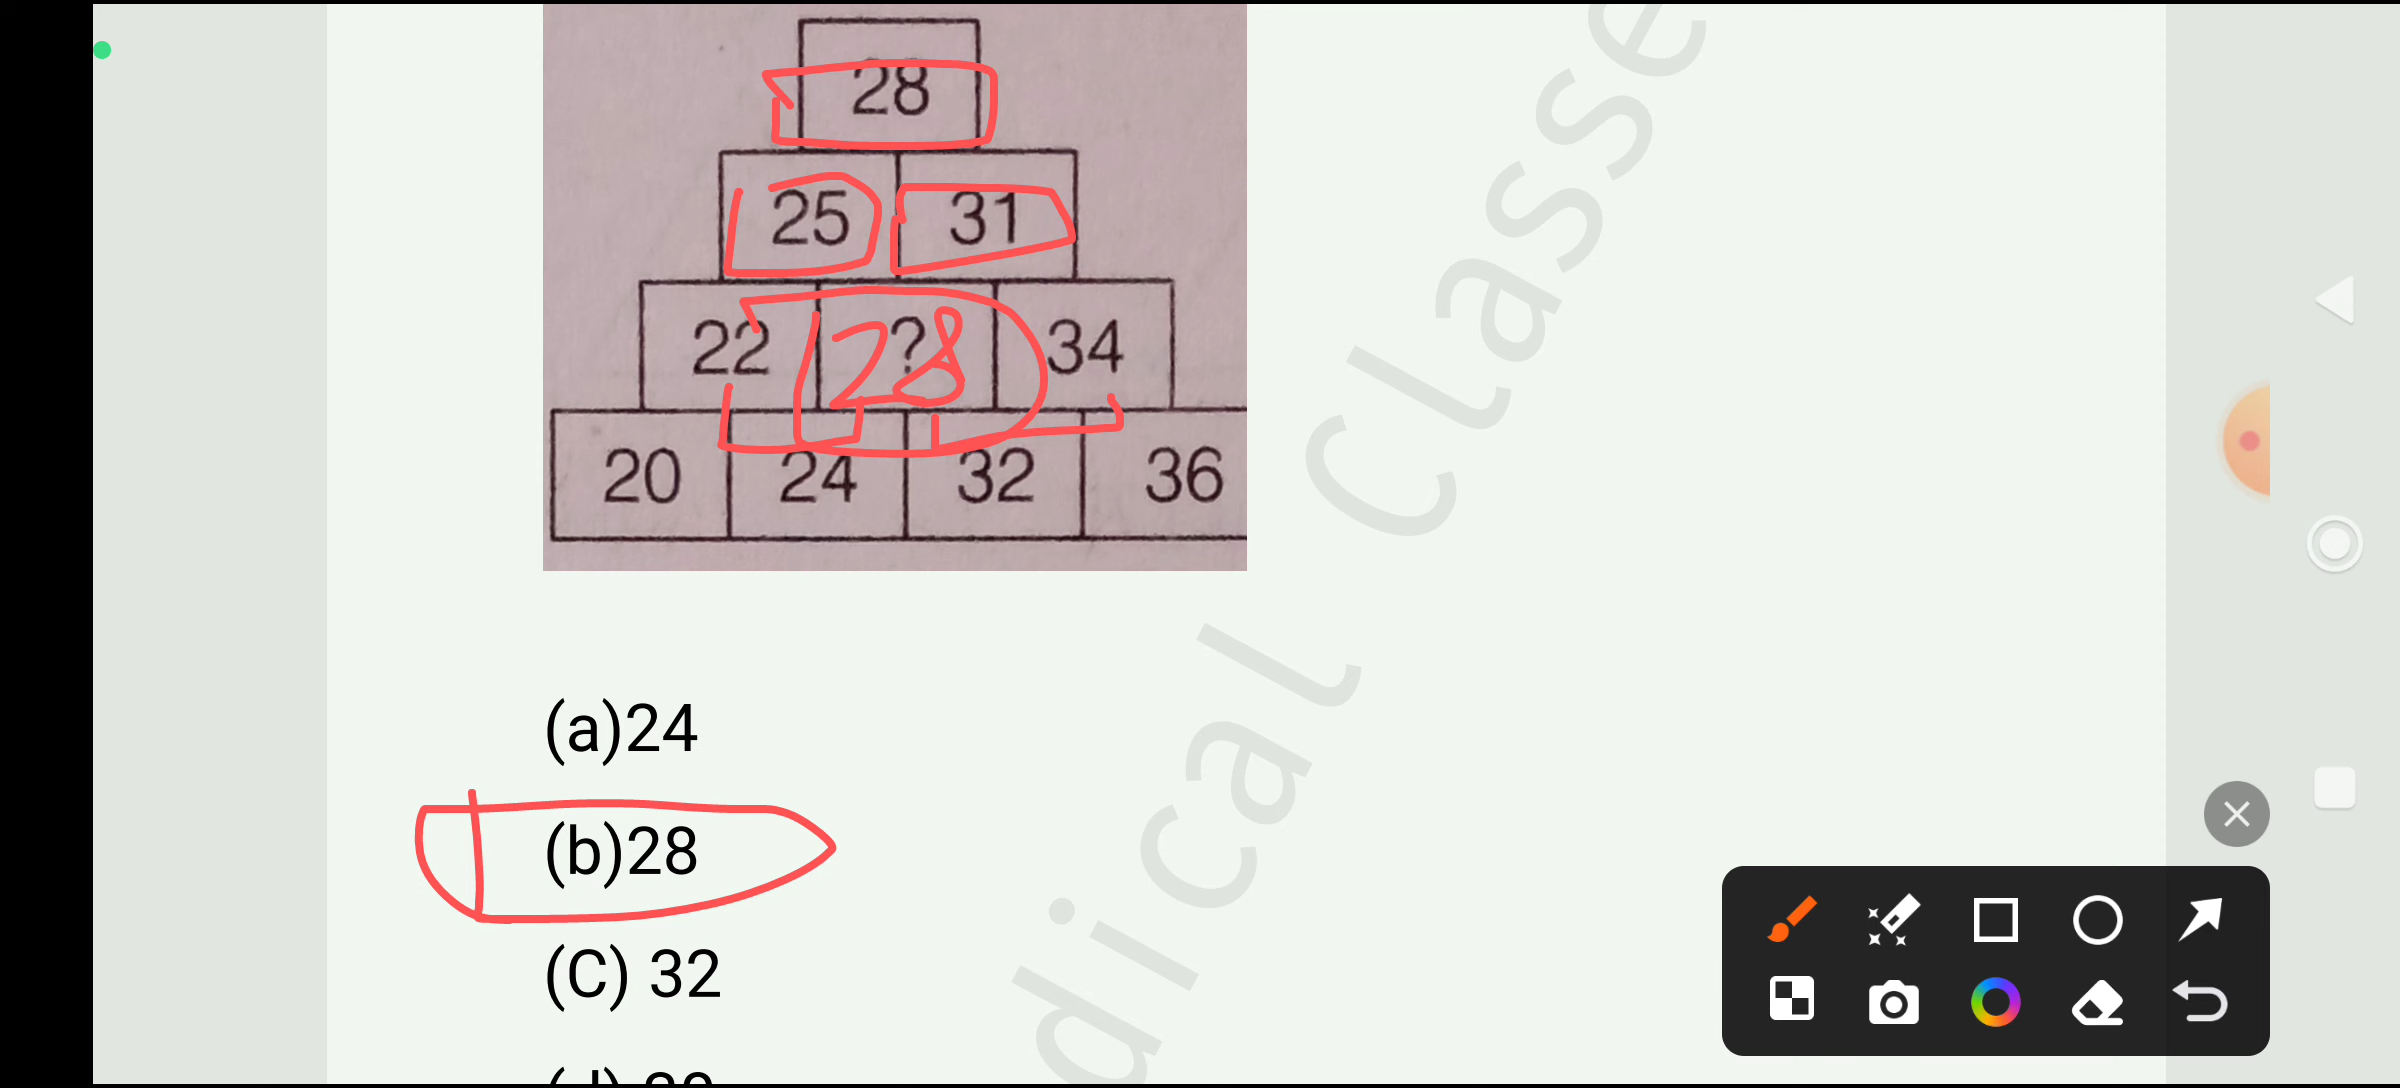 28
25 31
22 ? 28 34
20 24 32 36
(a)24
(b)28
(C) 32
dical Classe